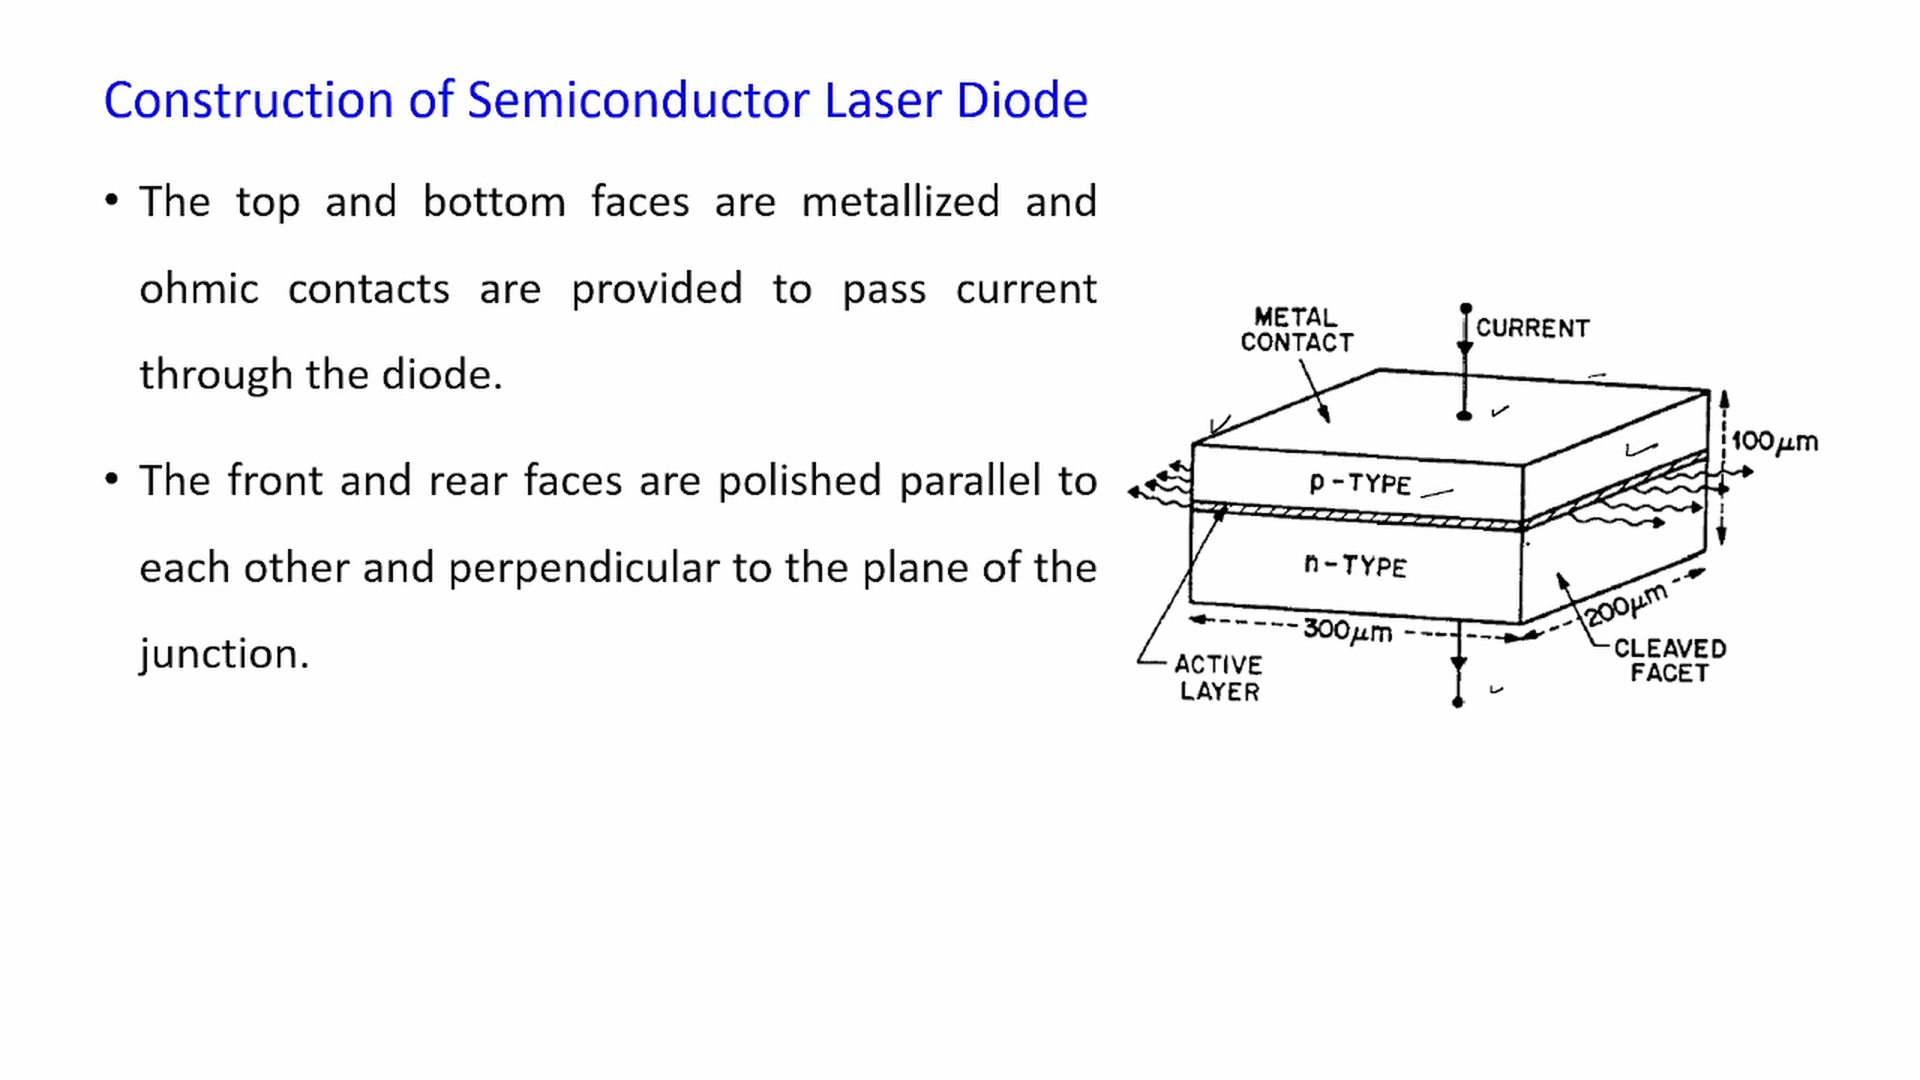 Construction of Semiconductor Laser Diode
• The top and bottom faces are metallized and
ohmic contacts are provided to pass current
through the diode.
• The front and rear faces are polished parallel to
each other and perpendicular to the plane of the
junction.
METAL
CONTACT
CURRENT
100μm
p-TYPE
n-TYPE
300μm
200μm
ACTIVE
LAYER
CLEAVED
FACET